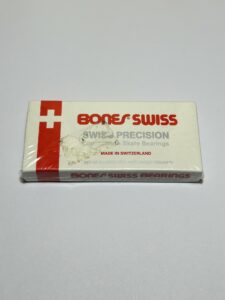 BONES SWISS
SWISS PRECISION
Skate Bearings
MADE IN SWITZERLAND
BONES SWISS BEARINGS